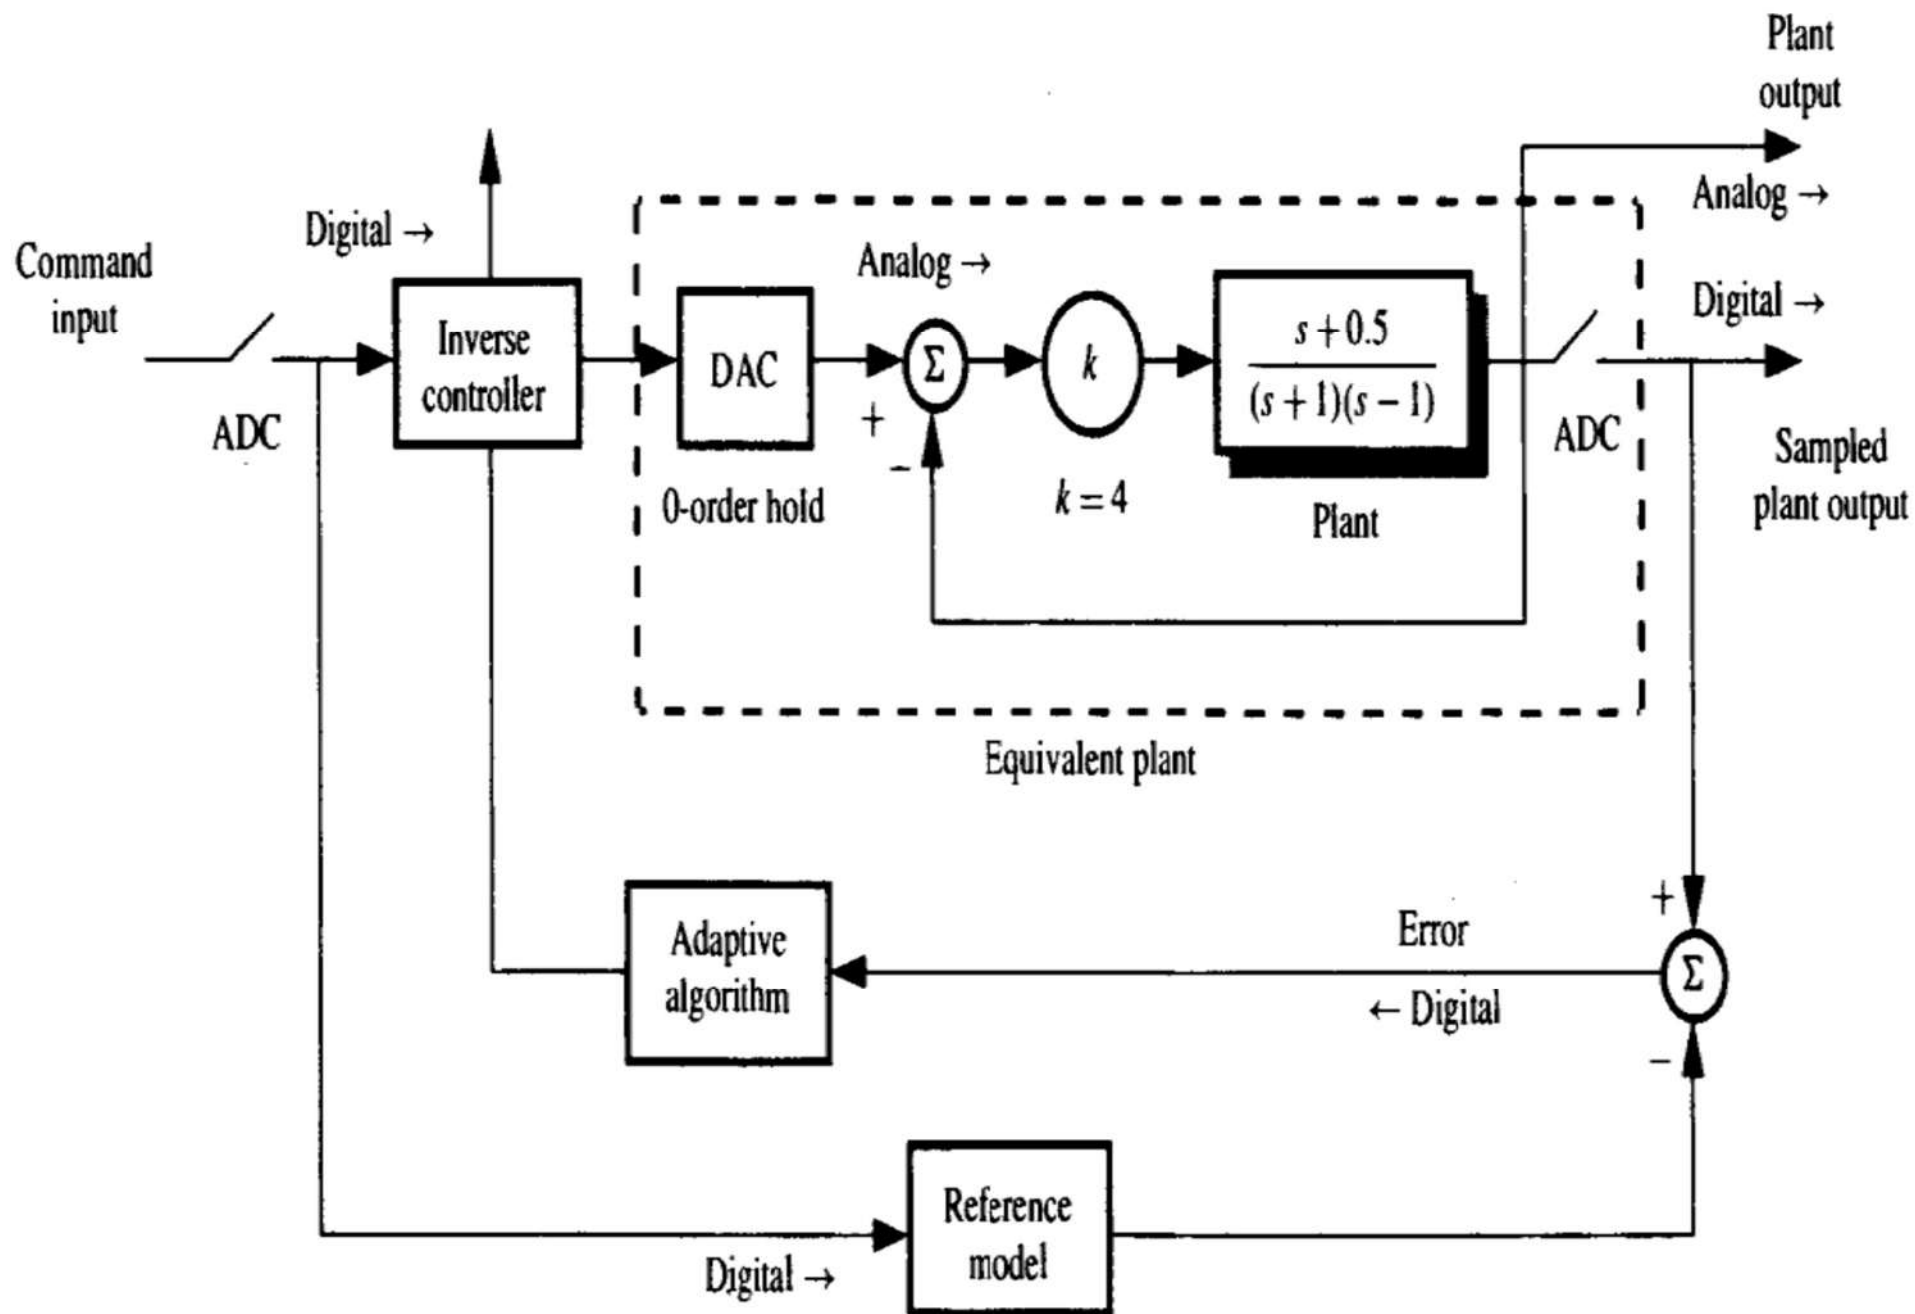 Plant
output
Analog →
Digital →
Command
input
Analog →
Digital →
Inverse
controller
DAC
Σ
k
s + 0.5
(s + 1)(s − 1)
ADC
+
−
0-order hold
k = 4
Plant
ADC
Sampled
plant output
Equivalent plant
+
Error
Adaptive
algorithm
Σ
← Digital
−
Reference
model
Digital →